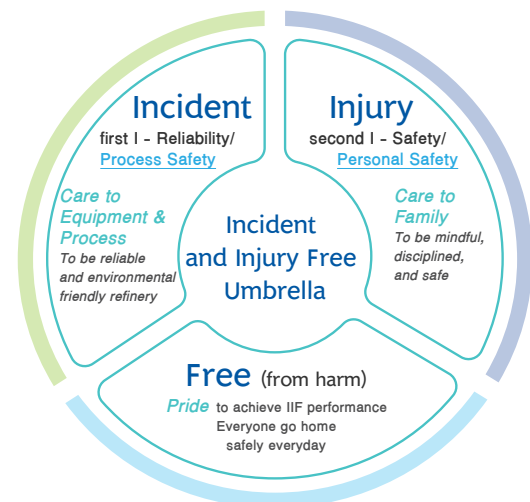 Incident
first I - Reliability/
Process Safety
Care to
Equipment &
Process
To be reliable
and environmental
friendly refinery
Injury
second I - Safety/
Personal Safety
Care to
Family
To be mindful,
disciplined,
and safe
Incident
and Injury Free
Umbrella
Free (from harm)
Pride to achieve IIF performance
Everyone go home
safely everyday